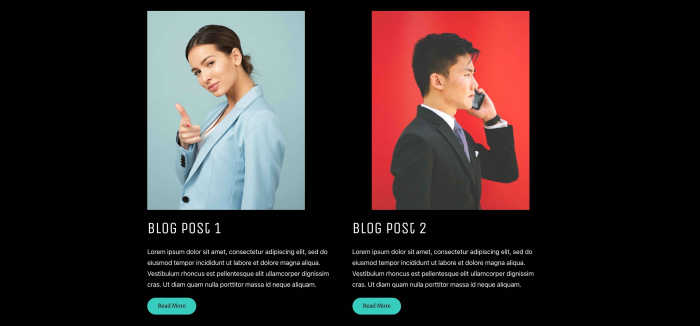 BLOG POST 1
Lorem ipsum dolor sit amet, consectetur adipiscing elit, sed do
eiusmod tempor incididunt ut labore et dolore magna aliqua.
Vestibulum rhoncus est pellentesque elit ullamcorper dignissim
cras. Ut diam quam nulla porttitor massa id neque aliquam.
Read More
BLOG POST 2
Lorem ipsum dolor sit amet, consectetur adipiscing elit, sed do
eiusmod tempor incididunt ut labore et dolore magna aliqua.
Vestibulum rhoncus est pellentesque elit ullamcorper dignissim
cras. Ut diam quam nulla porttitor massa id neque aliquam.
Read More